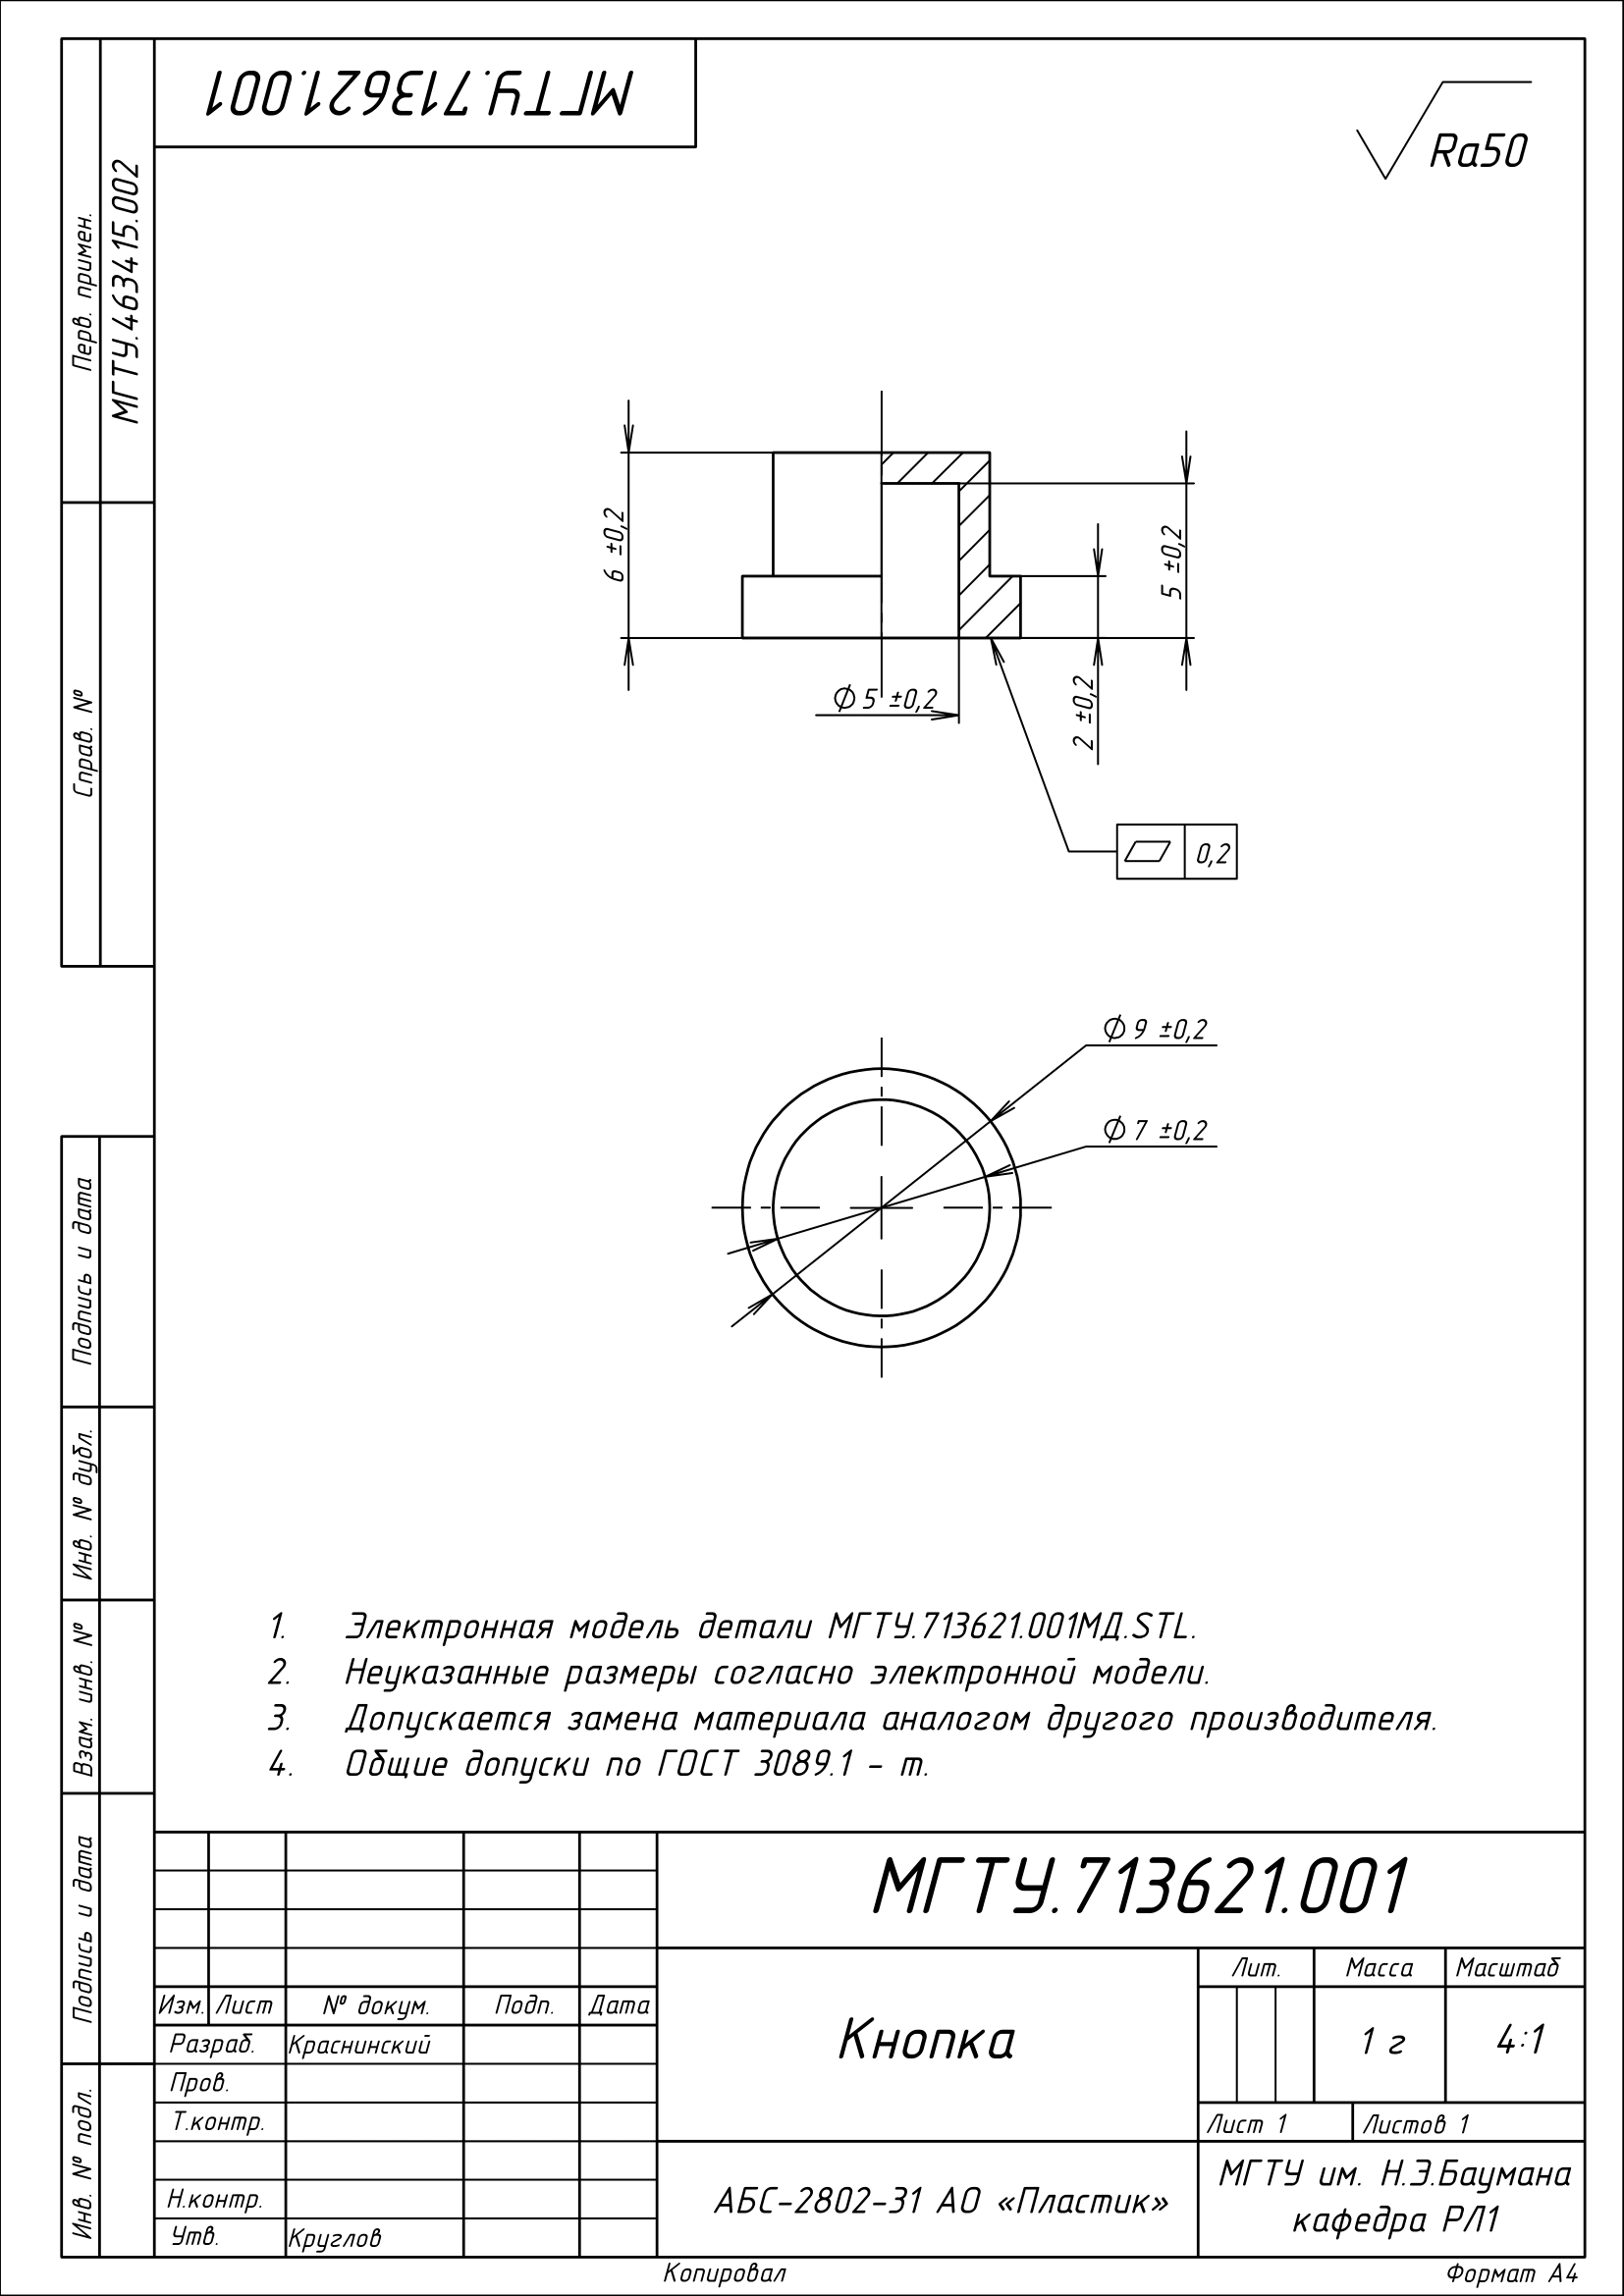 МГТУ.713621.001
Ra50
Перв. примен.
МГТУ.463415.002
Справ. №
6 ±0,2
5 ±0,2
2 ±0,2
⌀5 ±0,2
0,2
⌀9 ±0,2
⌀7 ±0,2
Подпись и дата
Инв. № дубл.
Взам. инв. №
Подпись и дата
Инв. № подл.
1. Электронная модель детали МГТУ.713621.001МД.STL.
2. Неуказанные размеры согласно электронной модели.
3. Допускается замена материала аналогом другого производителя.
4. Общие допуски по ГОСТ 3089.1 - m.
МГТУ.713621.001
Изм. Лист № докум. Подп. Дата
Разраб. Краснинский
Пров.
Т.контр.
Н.контр.
Утв. Круглов
Кнопка
Лит. Масса Масштаб
1 г 4:1
Лист 1 Листов 1
АБС-2802-31 АО «Пластик»
МГТУ им. Н.Э.Баумана
кафедра РЛ1
Копировал Формат А4